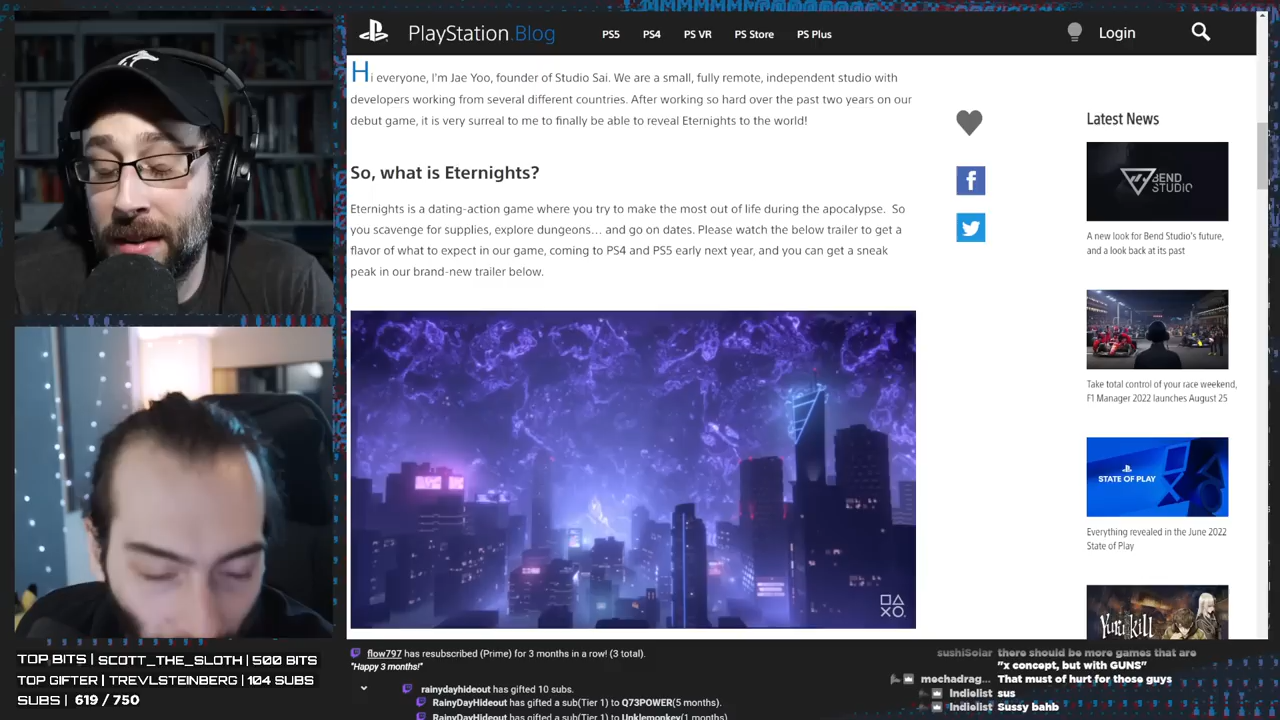 PlayStation.Blog
PS5 PS4 PS VR PS Store PS Plus
Login
Hi everyone, I'm Jae Yoo, founder of Studio Sai. We are a small, fully remote, independent studio with
developers working from several different countries. After working so hard over the past two years on our
debut game, it is very surreal to me to finally be able to reveal Eternights to the world!
So, what is Eternights?
Eternights is a dating-action game where you try to make the most out of life during the apocalypse. So
you scavenge for supplies, explore dungeons… and go on dates. Please watch the below trailer to get a
flavor of what to expect in our game, coming to PS4 and PS5 early next year, and you can get a sneak
peak in our brand-new trailer below.
Latest News
BEND
STUDIO
A new look for Bend Studio's future,
and a look back at its past
Take total control of your race weekend,
F1 Manager 2022 launches August 25
STATE OF PLAY
Everything revealed in the June 2022
State of Play
Yurukill
TOP BITS | SCOTT_THE_SLOTH | 500 BITS
TOP GIFTER | TREVLSTEINBERG | 104 SUBS
SUBS | 619 / 750
flow797 has resubscribed (Prime) for 3 months in a row! (3 total).
"Happy 3 months!"
rainydayhideout has gifted 10 subs.
RainyDayHideout has gifted a sub(Tier 1) to Q73POWER(5 months).
RainyDayHideout has gifted a sub(Tier 1) to Unklemonkey(1 months)
sushiSolar there should be more games that are
"x concept, but with GUNS"
mechadrag... That must of hurt for those guys
Indielist sus
Indielist Sussy bahb